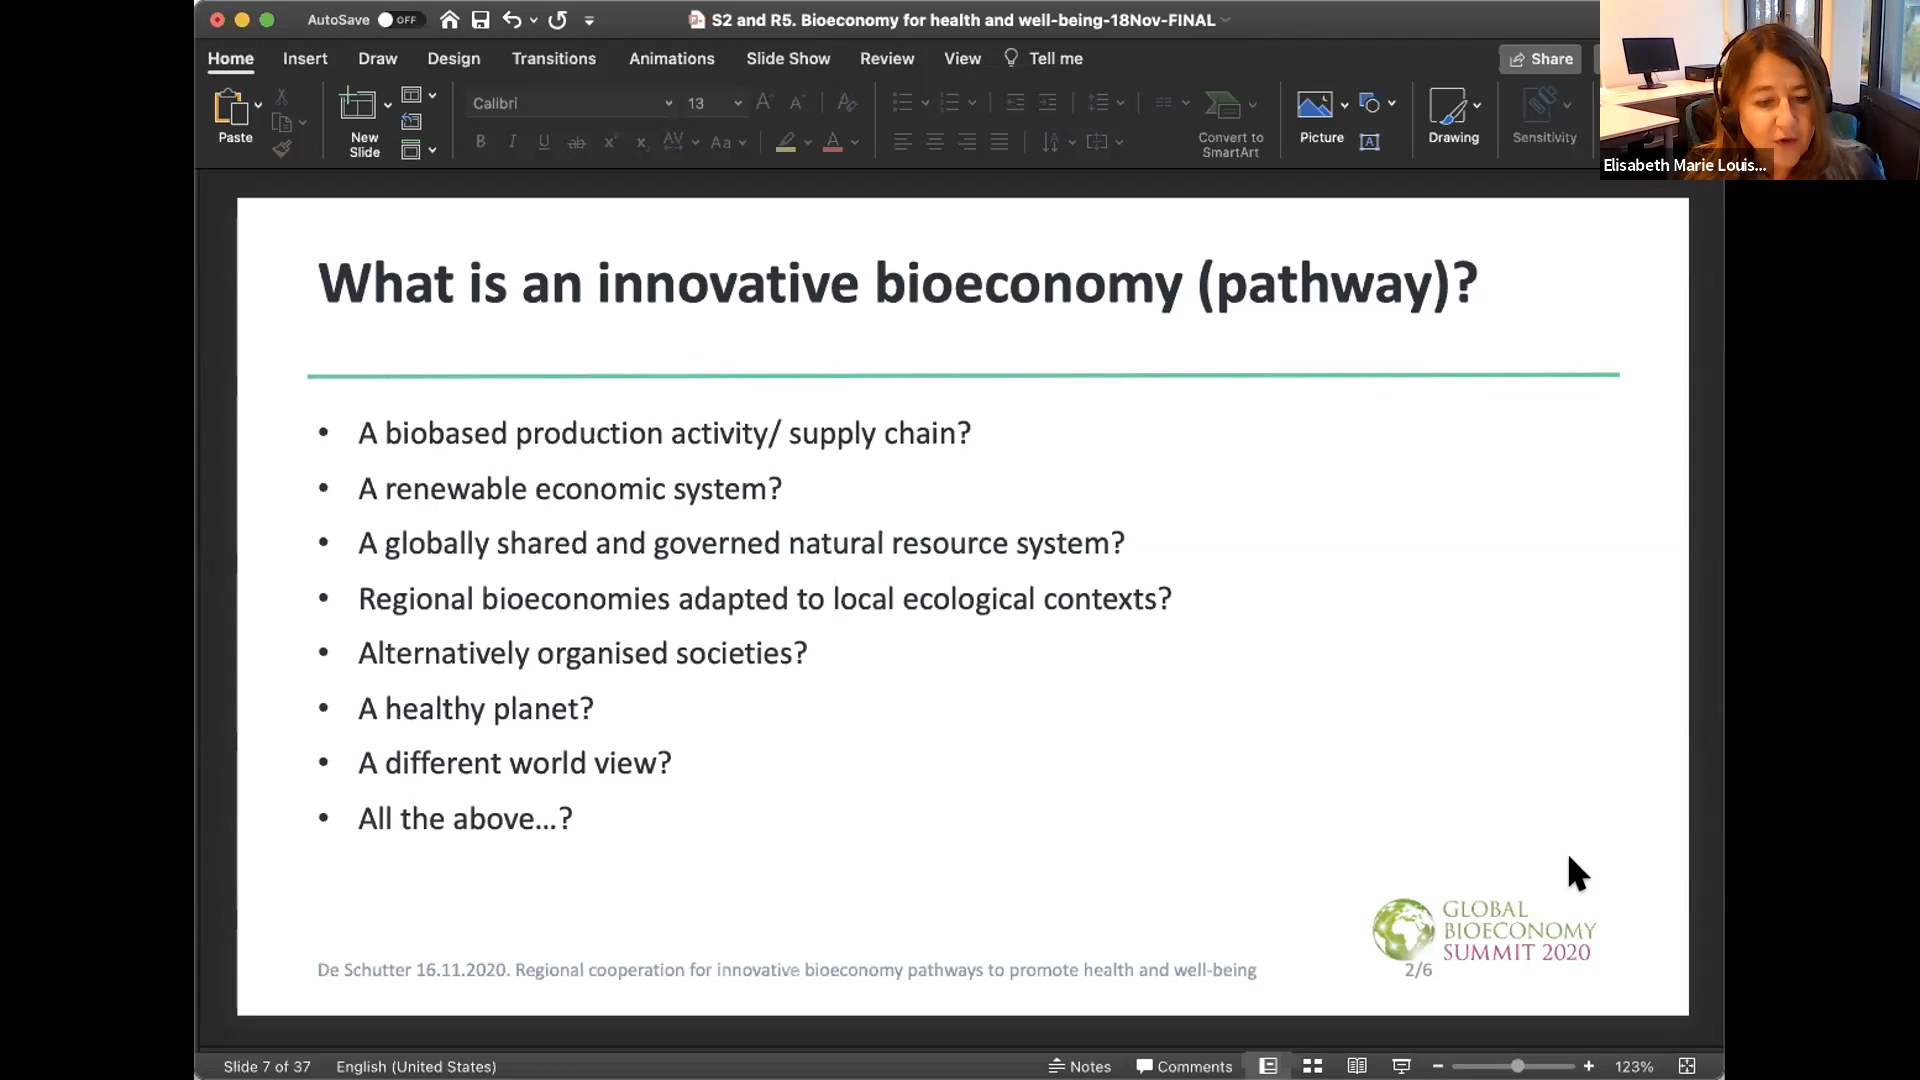 AutoSave OFF
S2 and R5. Bioeconomy for health and well-being-18Nov-FINAL
Home Insert Draw Design Transitions Animations Slide Show Review View Tell me Share
Paste
New
Slide
Calibri 13
Convert to
SmartArt
Picture
Drawing
Sensitivity
Elisabeth Marie Louis...
What is an innovative bioeconomy (pathway)?
• A biobased production activity/ supply chain?
• A renewable economic system?
• A globally shared and governed natural resource system?
• Regional bioeconomies adapted to local ecological contexts?
• Alternatively organised societies?
• A healthy planet?
• A different world view?
• All the above...?
GLOBAL
BIOECONOMY
SUMMIT 2020
De Schutter 16.11.2020. Regional cooperation for innovative bioeconomy pathways to promote health and well-being
2/6
Slide 7 of 37 English (United States) Notes Comments 123%